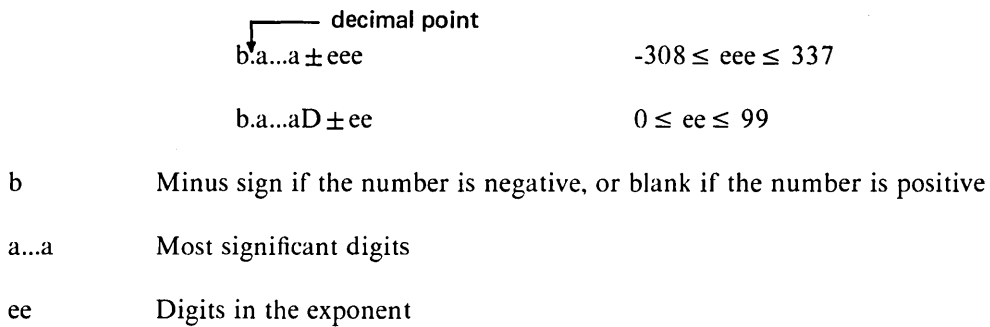 decimal point
b.a...a ± eee -308 ≤ eee ≤ 337
b.a...aD ± ee 0 ≤ ee ≤ 99
b Minus sign if the number is negative, or blank if the number is positive
a...a Most significant digits
ee Digits in the exponent